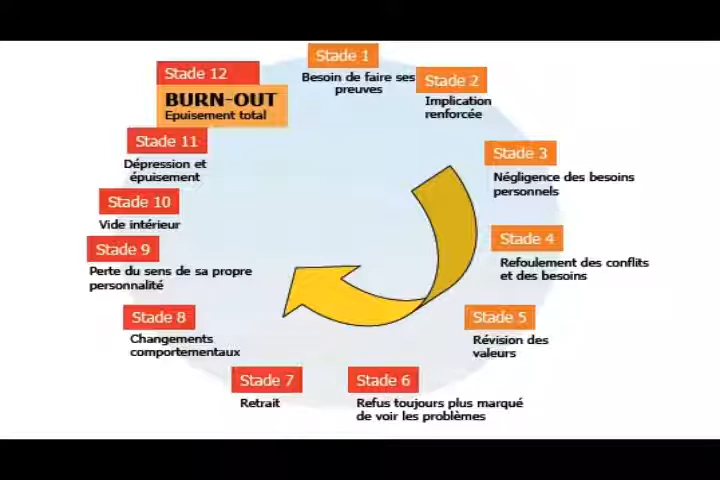 Stade 1
Besoin de faire ses
preuves
Stade 2
Implication
renforcée
Stade 3
Négligence des besoins
personnels
Stade 4
Refoulement des conflits
et des besoins
Stade 5
Révision des
valeurs
Stade 6
Refus toujours plus marqué
de voir les problèmes
Stade 7
Retrait
Stade 8
Changements
comportementaux
Stade 9
Perte du sens de sa propre
personnalité
Stade 10
Vide intérieur
Stade 11
Dépression et
épuisement
Stade 12
BURN-OUT
Epuisement total